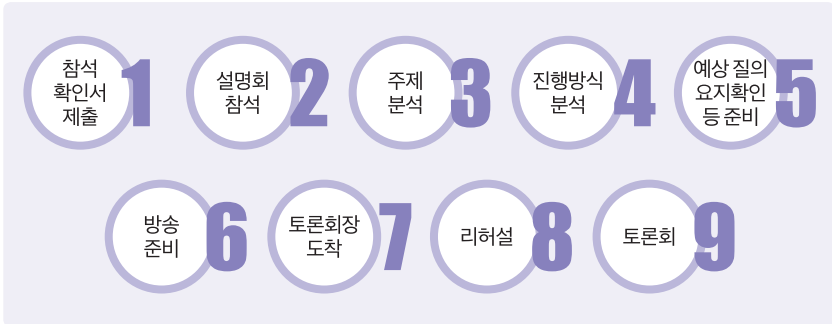 참석
확인서
제출
1
설명회
참석
2
주제
분석
3
진행방식
분석
4
예상 질의
요지확인
등 준비
5
방송
준비
6
토론회장
도착
7
리허설
8
토론회
9